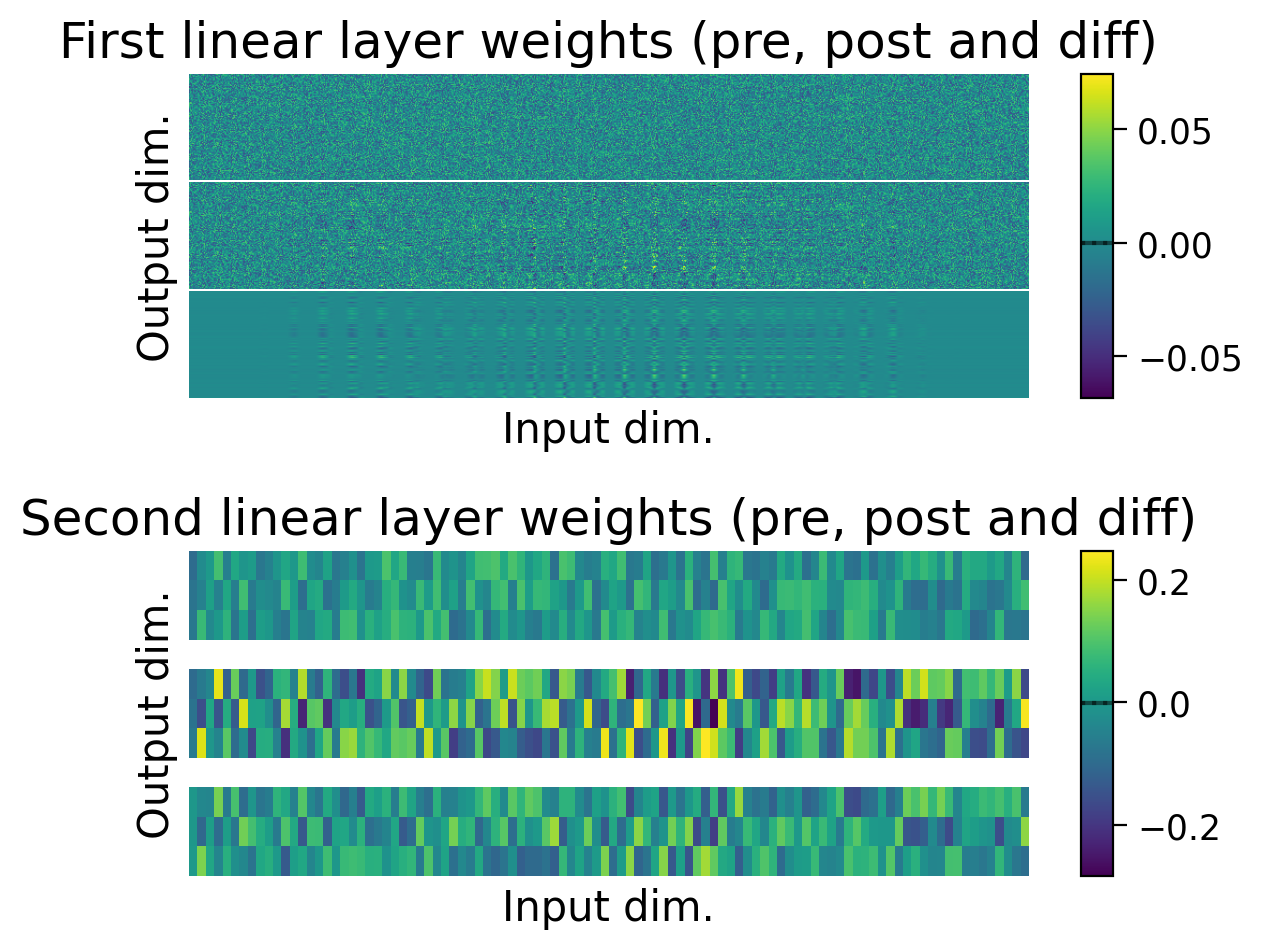 First linear layer weights (pre, post and diff)
Output dim.
0.05
0.00
−0.05
Input dim.
Second linear layer weights (pre, post and diff)
Output dim.
0.2
0.0
−0.2
Input dim.